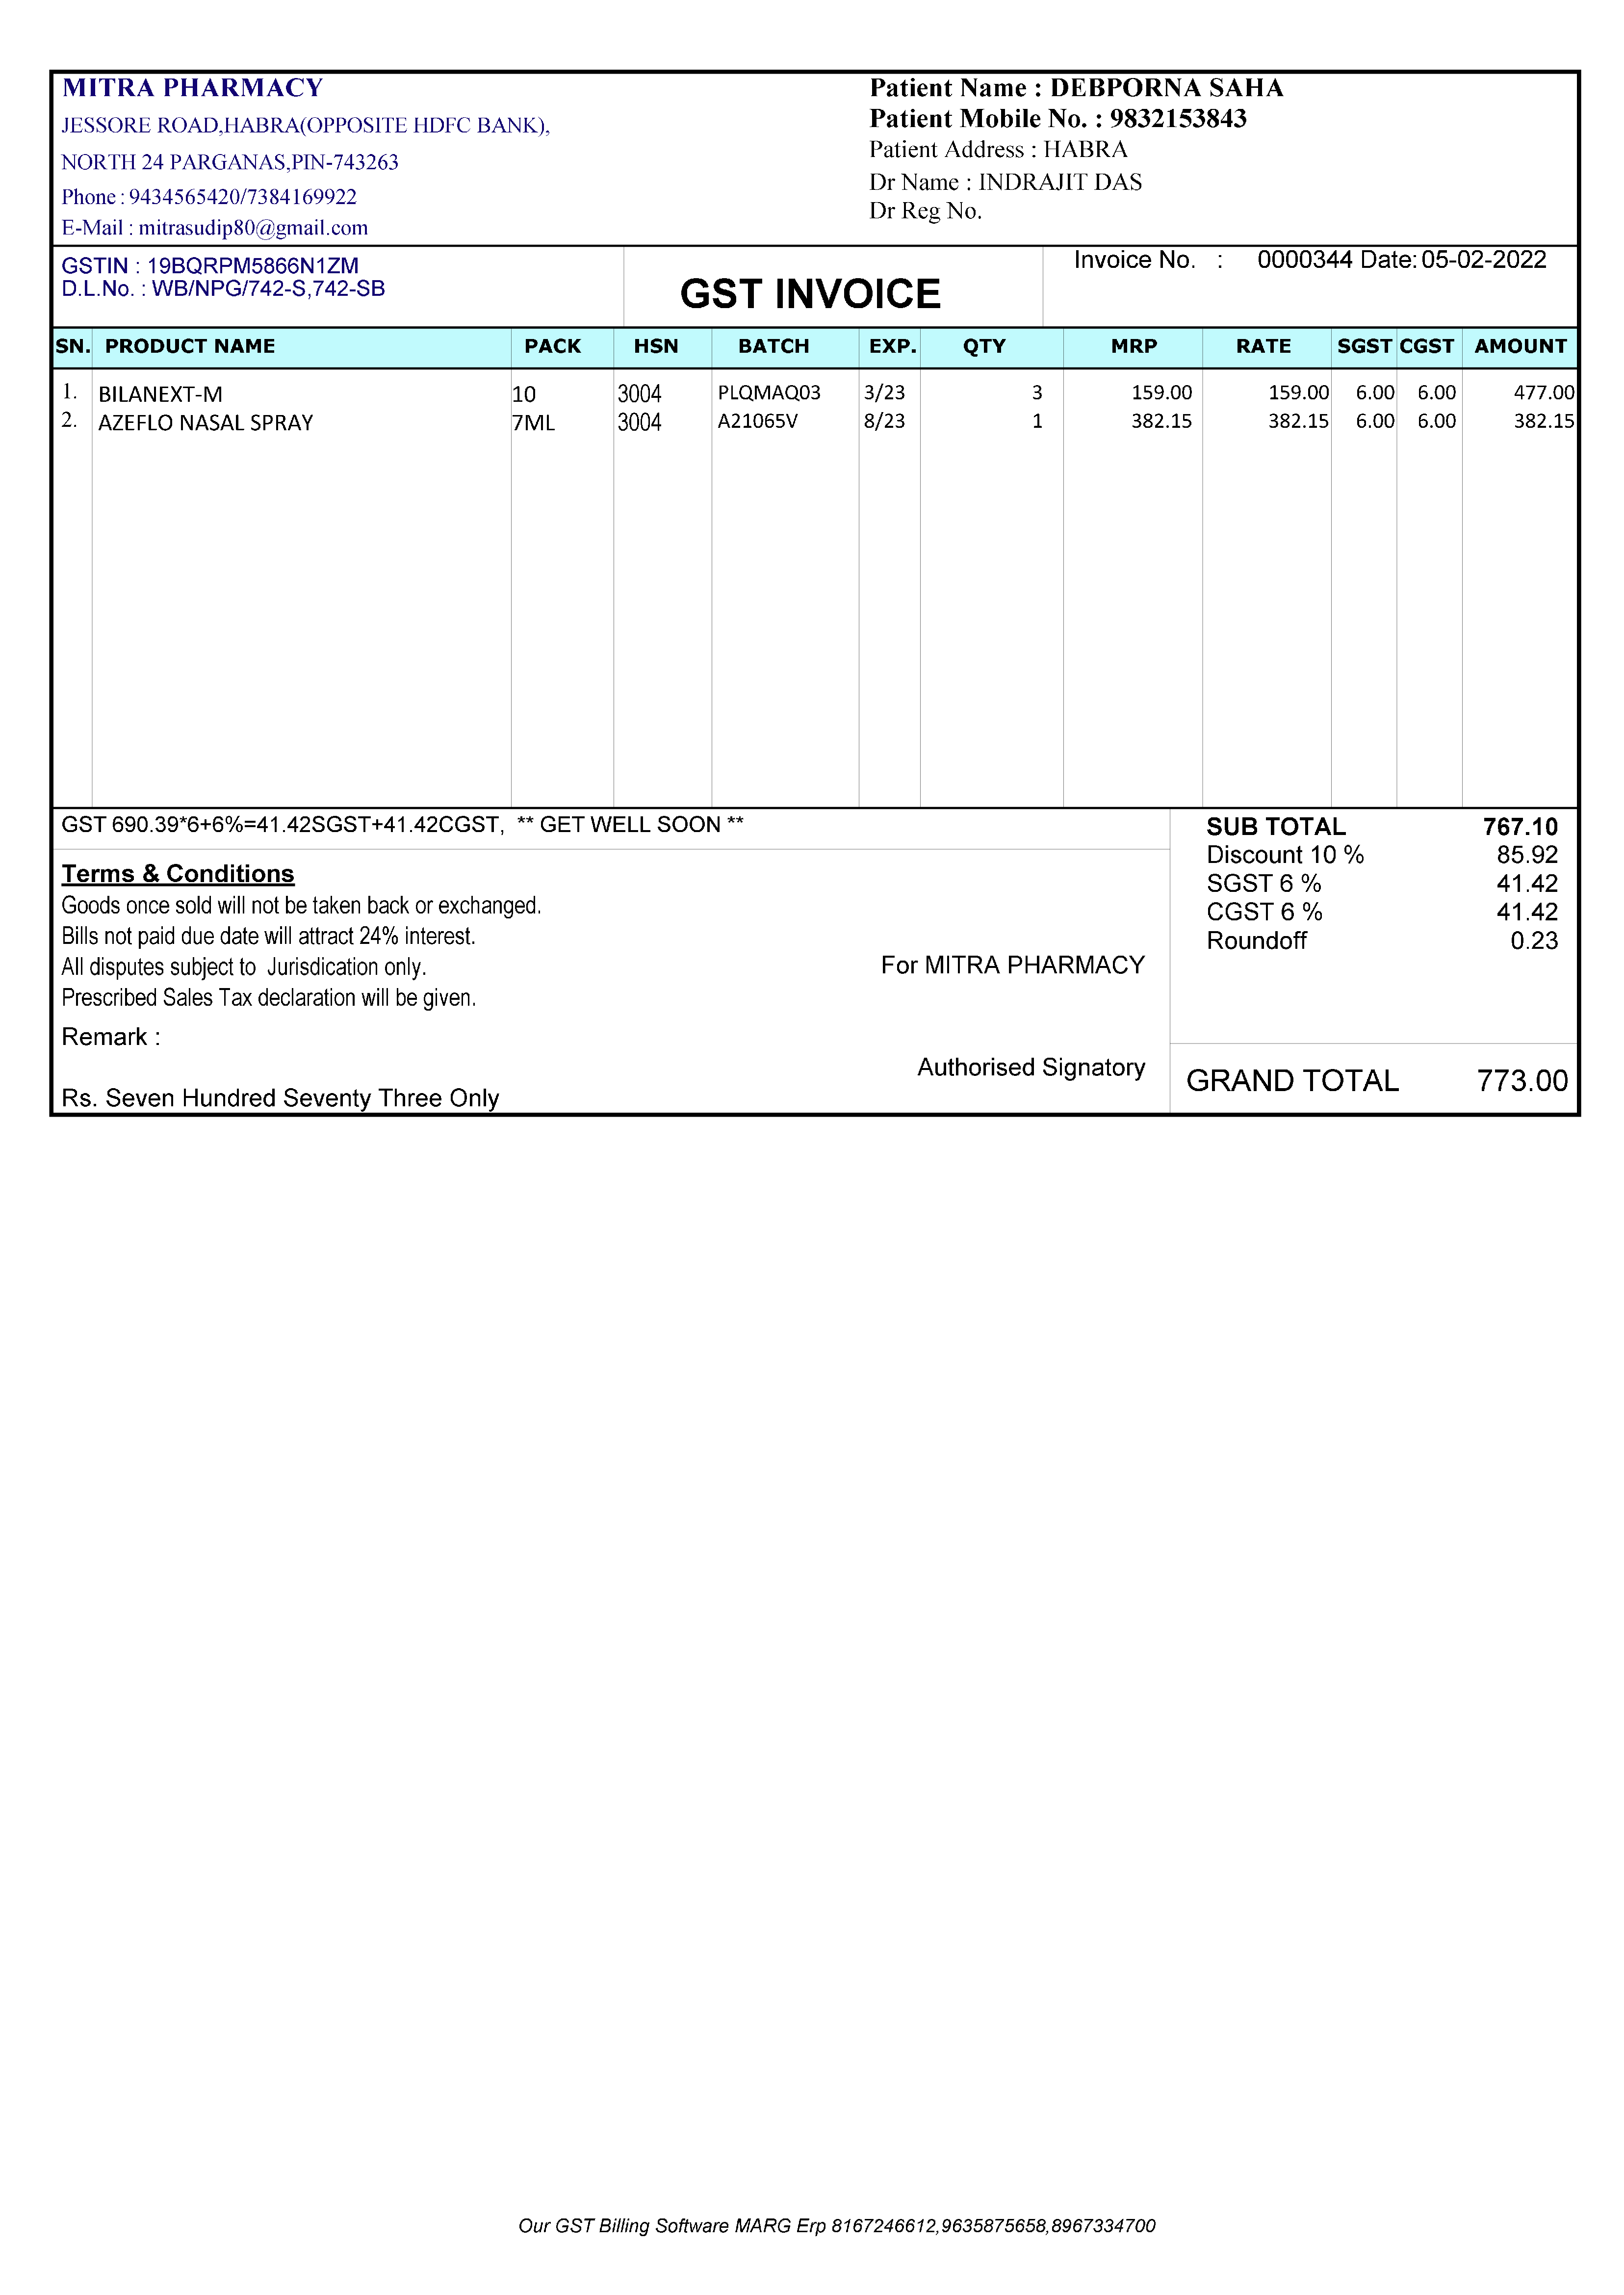 MITRA PHARMACY
JESSORE ROAD,HABRA(OPPOSITE HDFC BANK),
NORTH 24 PARGANAS,PIN-743263
Phone : 9434565420/7384169922
E-Mail : mitrasudip80@gmail.com
Patient Name : DEBPORNA SAHA
Patient Mobile No. : 9832153843
Patient Address : HABRA
Dr Name : INDRAJIT DAS
Dr Reg No.
GSTIN : 19BQRPM5866N1ZM
D.L.No. : WB/NPG/742-S,742-SB
GST INVOICE
Invoice No. : 0000344 Date: 05-02-2022
SN. PRODUCT NAME PACK HSN BATCH EXP. QTY MRP RATE SGST CGST AMOUNT
1. BILANEXT-M 10 3004 PLQMAQ03 3/23 3 159.00 159.00 6.00 6.00 477.00
2. AZEFLO NASAL SPRAY 7ML 3004 A21065V 8/23 1 382.15 382.15 6.00 6.00 382.15
GST 690.39*6+6%=41.42SGST+41.42CGST, ** GET WELL SOON **
Terms & Conditions
Goods once sold will not be taken back or exchanged.
Bills not paid due date will attract 24% interest.
All disputes subject to Jurisdication only.
Prescribed Sales Tax declaration will be given.
Remark :
Rs. Seven Hundred Seventy Three Only
For MITRA PHARMACY
Authorised Signatory
SUB TOTAL 767.10
Discount 10 % 85.92
SGST 6 % 41.42
CGST 6 % 41.42
Roundoff 0.23
GRAND TOTAL 773.00
Our GST Billing Software MARG Erp 8167246612,9635875658,8967334700